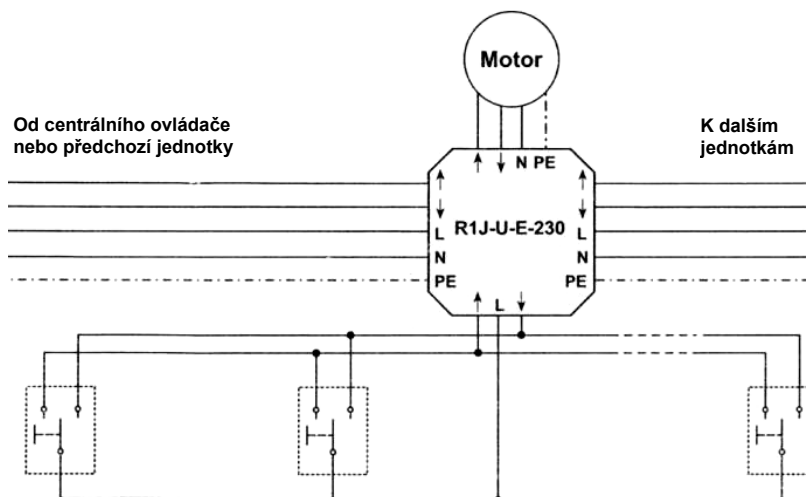 Motor
Od centrálního ovládače
nebo předchozí jednotky
K dalším
jednotkám
↑ ↓ N PE
↑ ↑
↓ ↓
L R1J-U-E-230 L
N N
PE PE
↑ L ↓